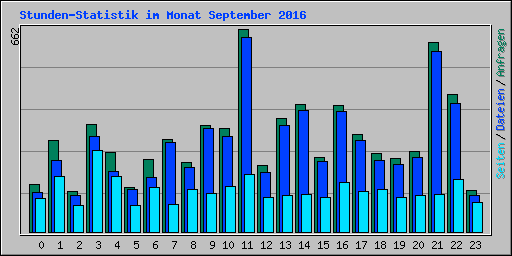 Stunden-Statistik im Monat September 2016
662
Seiten / Dateien / Anfragen
0 1 2 3 4 5 6 7 8 9 10 11 12 13 14 15 16 17 18 19 20 21 22 23